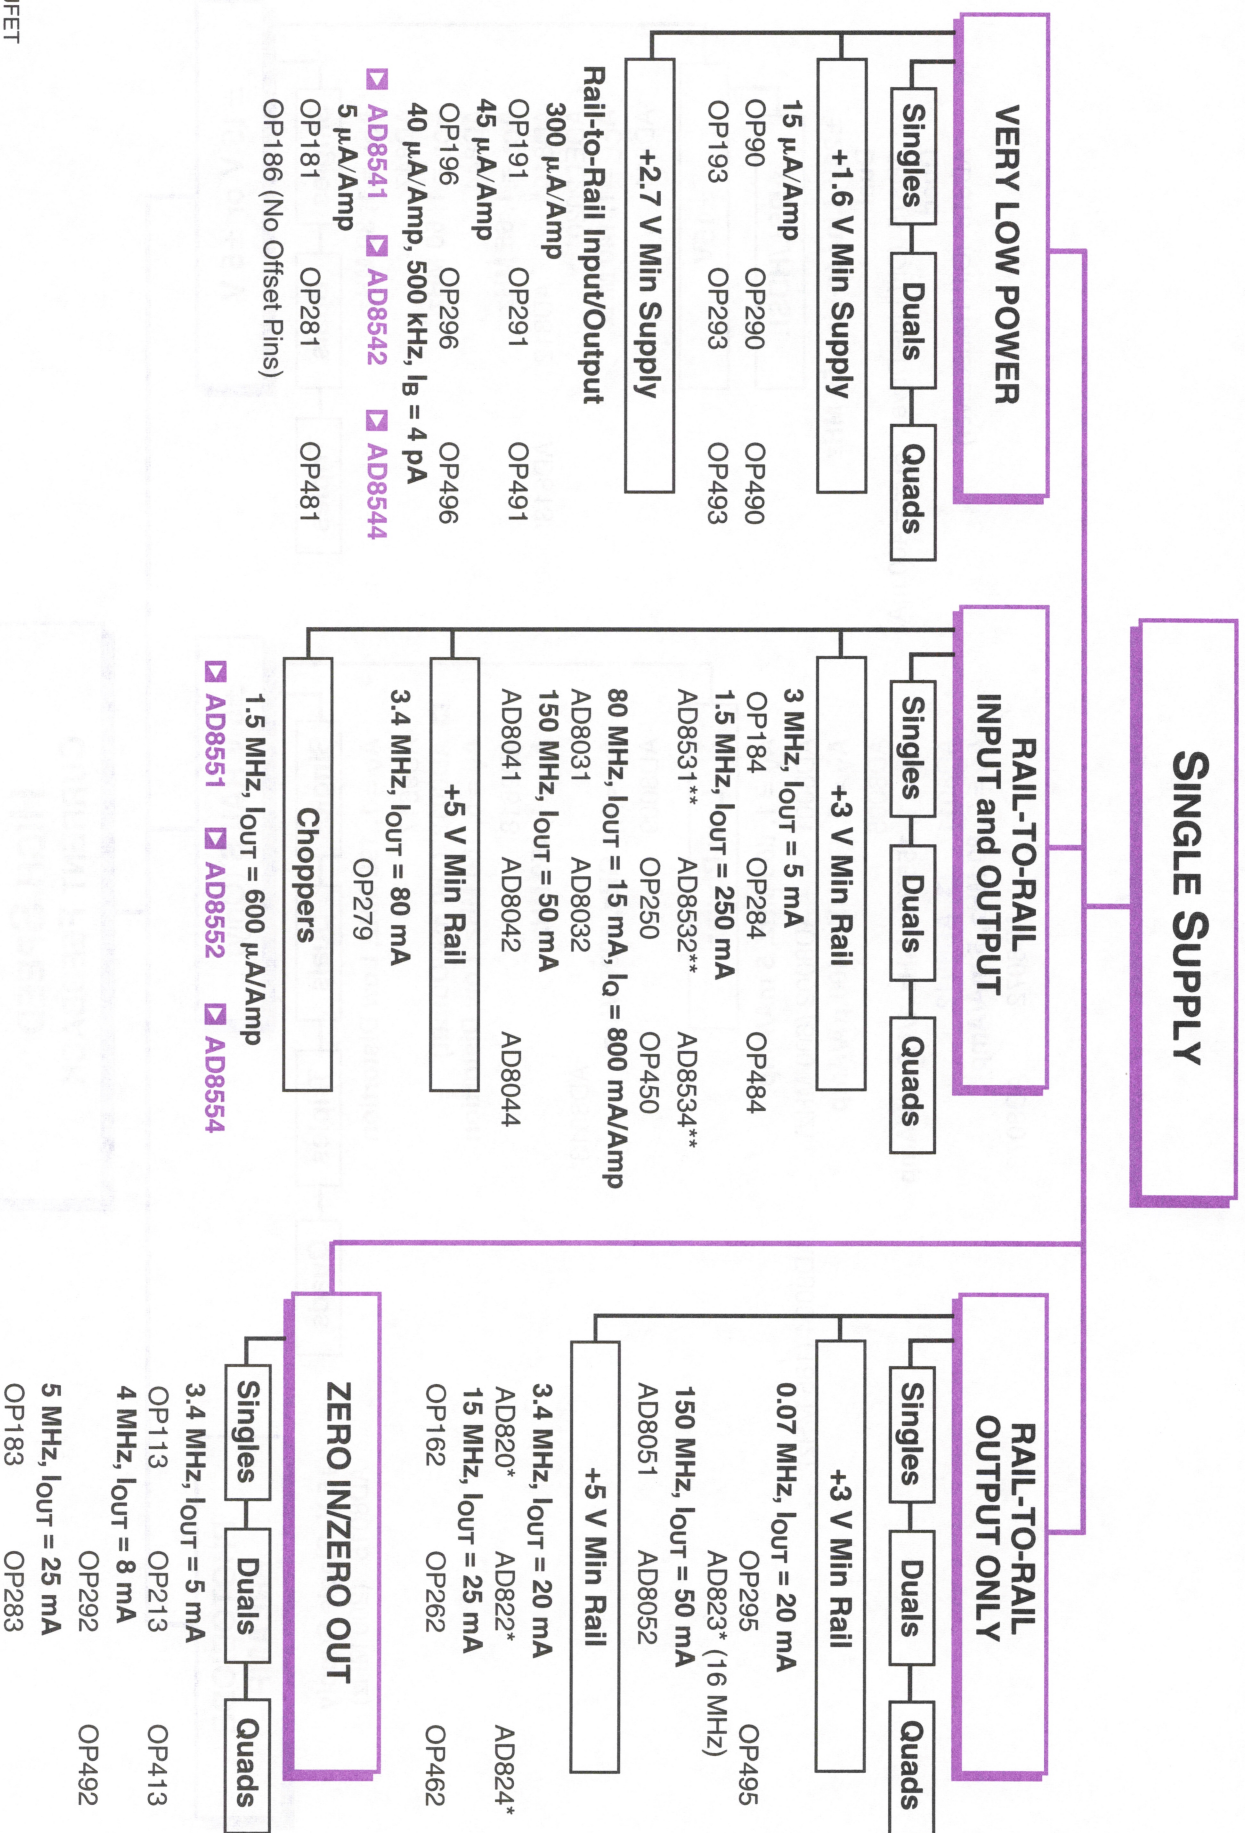 SINGLE SUPPLY
VERY LOW POWER
Singles Duals Quads
+1.6 V Min Supply
15 µA/Amp
OP90 OP290 OP490
OP193 OP293 OP493
+2.7 V Min Supply
Rail-to-Rail Input/Output
300 µA/Amp
OP191 OP291 OP491
45 µA/Amp
OP196 OP296 OP496
40 µA/Amp, 500 kHz, IB = 4 pA
AD8541 AD8542 AD8544
5 µA/Amp
OP181 OP281 OP481
OP186 (No Offset Pins)
RAIL-TO-RAIL
INPUT and OUTPUT
Singles Duals Quads
+3 V Min Rail
3 MHz, IOUT = 5 mA
OP184 OP284 OP484
1.5 MHz, IOUT = 250 mA
AD8531** AD8532** AD8534**
OP250 OP450
80 MHz, IOUT = 15 mA, IQ = 800 mA/Amp
AD8031 AD8032
150 MHz, IOUT = 50 mA
AD8041 AD8042 AD8044
+5 V Min Rail
3.4 MHz, IOUT = 80 mA
OP279
Choppers
1.5 MHz, IOUT = 600 µA/Amp
AD8551 AD8552 AD8554
RAIL-TO-RAIL
OUTPUT ONLY
Singles Duals Quads
+3 V Min Rail
0.07 MHz, IOUT = 20 mA
OP295 OP495
AD823* (16 MHz)
150 MHz, IOUT = 50 mA
AD8051 AD8052
+5 V Min Rail
3.4 MHz, IOUT = 20 mA
AD820* AD822* AD824*
15 MHz, IOUT = 25 mA
OP162 OP262 OP462
ZERO IN/ZERO OUT
Singles Duals Quads
3.4 MHz, IOUT = 5 mA
OP113 OP213 OP413
4 MHz, IOUT = 8 mA
OP292 OP492
5 MHz, IOUT = 25 mA
OP183 OP283